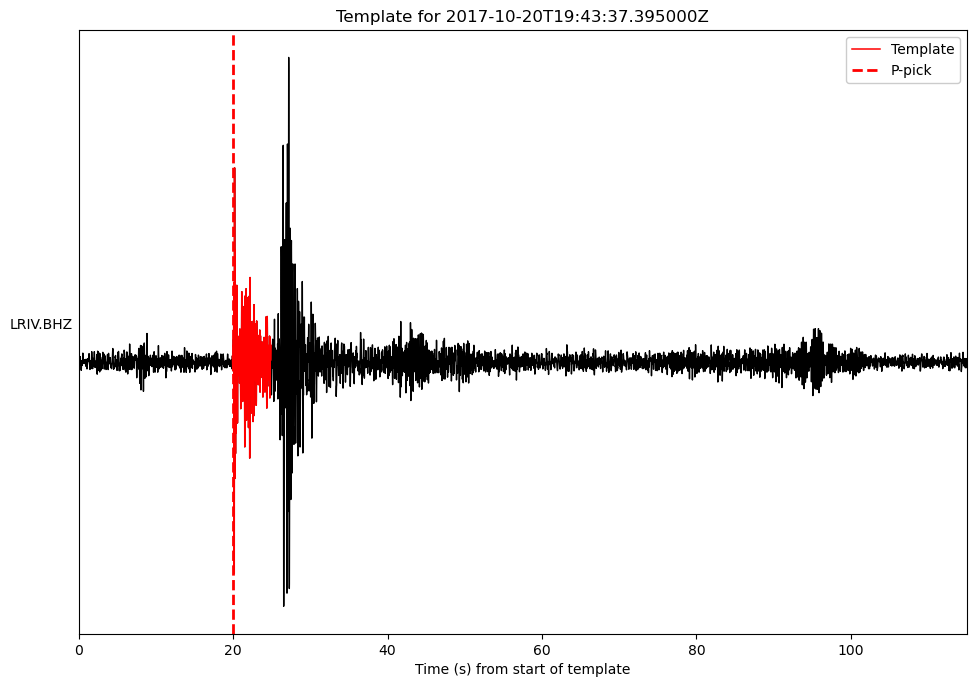 Template for 2017-10-20T19:43:37.395000Z
Template
P-pick
LRIV.BHZ
0 20 40 60 80 100
Time (s) from start of template